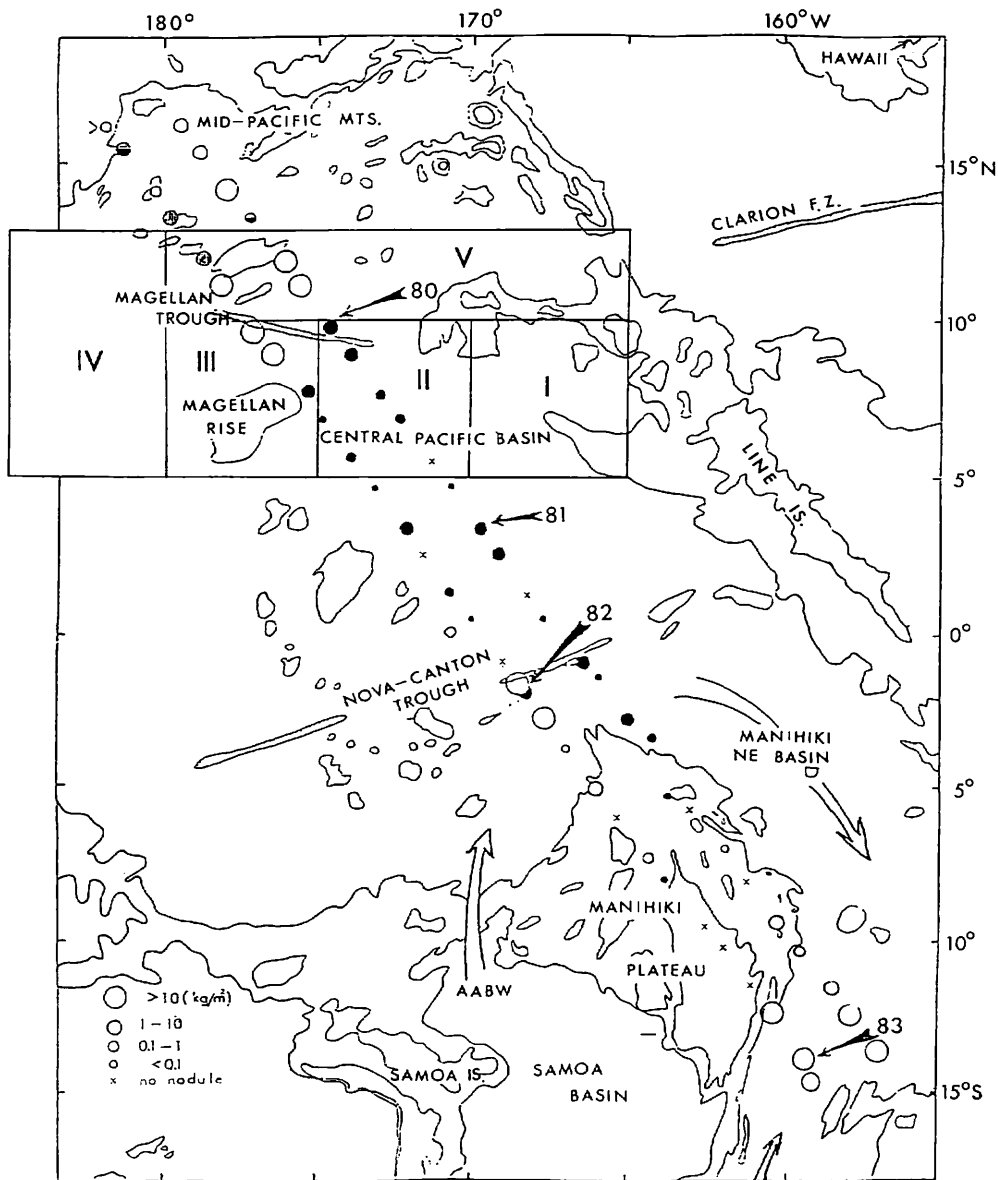 180°
170°
160°W
HAWAII
MID-PACIFIC MTS.
15°N
CLARION F.Z.
V
80
MAGELLAN
TROUGH
10°
IV
III
II
I
MAGELLAN
RISE
CENTRAL PACIFIC BASIN
LINE IS.
5°
81
82
0°
NOVA-CANTON
TROUGH
MANIHIKI
NE BASIN
5°
MANIHIKI
10°
PLATEAU
AABW
>10 (kg/m²)
1-10
0.1-1
<0.1
x no nodule
83
SAMOA IS.
SAMOA
BASIN
15°S